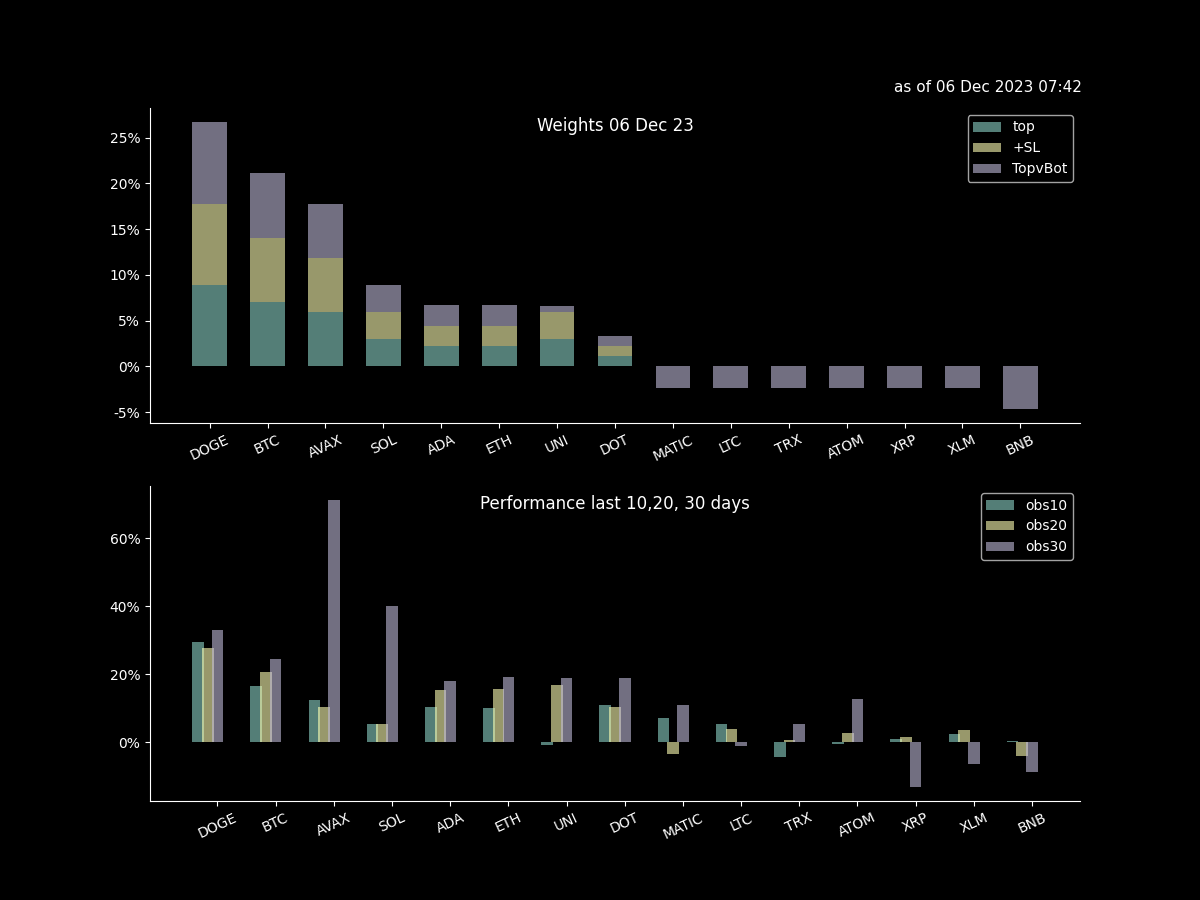 as of 06 Dec 2023 07:42
Weights 06 Dec 23
top
+SL
TopvBot
25%
20%
15%
10%
5%
0%
-5%
DOGE BTC AVAX SOL ADA ETH UNI DOT MATIC LTC TRX ATOM XRP XLM BNB
Performance last 10,20, 30 days
obs10
obs20
obs30
60%
40%
20%
0%
DOGE BTC AVAX SOL ADA ETH UNI DOT MATIC LTC TRX ATOM XRP XLM BNB